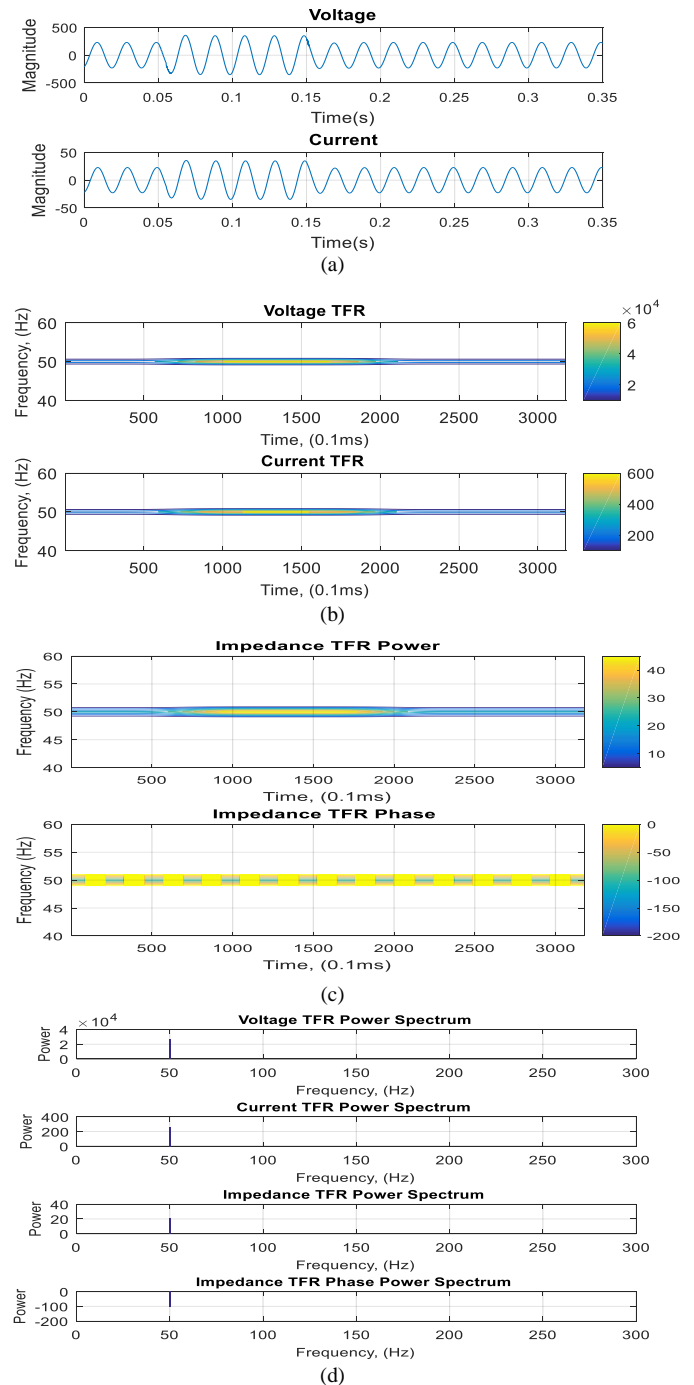 Voltage
500
0
-500
Magnitude
0 0.05 0.1 0.15 0.2 0.25 0.3 0.35
Time(s)
Current
50
0
-50
Magnitude
0 0.05 0.1 0.15 0.2 0.25 0.3 0.35
Time(s)
(a)
Voltage TFR
60
50
40
Frequency, (Hz)
500 1000 1500 2000 2500 3000
Time, (0.1ms)
×10^4
6
4
2
Current TFR
60
50
40
Frequency, (Hz)
500 1000 1500 2000 2500 3000
Time, (0.1ms)
600
400
200
(b)
Impedance TFR Power
60
55
50
45
40
Frequency (Hz)
500 1000 1500 2000 2500 3000
Time, (0.1ms)
40
30
20
10
Impedance TFR Phase
60
55
50
45
40
Frequency (Hz)
500 1000 1500 2000 2500 3000
Time, (0.1ms)
0
-50
-100
-150
-200
(c)
Voltage TFR Power Spectrum
×10^4
4
2
0
Power
0 50 100 150 200 250 300
Frequency, (Hz)
Current TFR Power Spectrum
400
200
0
Power
0 50 100 150 200 250 300
Frequency, (Hz)
Impedance TFR Power Spectrum
40
20
0
Power
0 50 100 150 200 250 300
Frequency, (Hz)
Impedance TFR Phase Power Spectrum
0
-100
-200
Power
0 50 100 150 200 250 300
Frequency, (Hz)
(d)